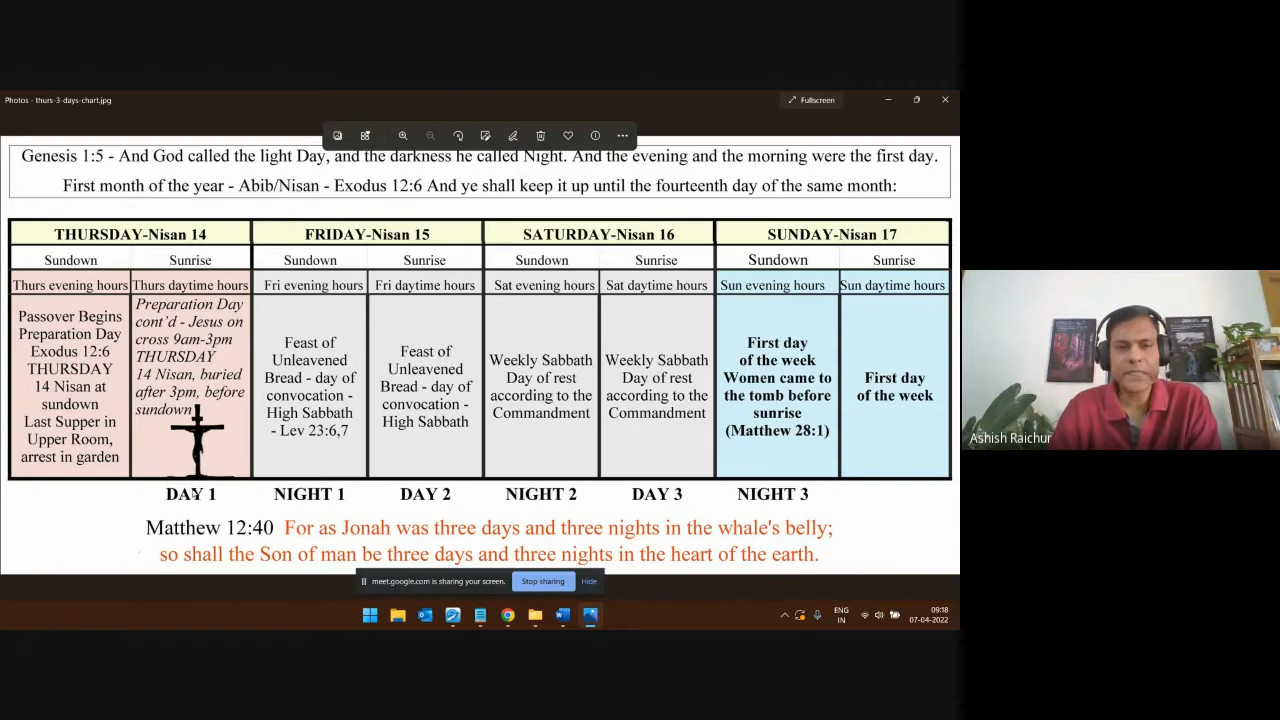 Photos - thurs-3-days-chart.jpg
Fullscreen
Genesis 1:5 - And God called the light Day, and the darkness he called Night. And the evening and the morning were the first day.
First month of the year - Abib/Nisan - Exodus 12:6 And ye shall keep it up until the fourteenth day of the same month:
THURSDAY-Nisan 14
FRIDAY-Nisan 15
SATURDAY-Nisan 16
SUNDAY-Nisan 17
Sundown
Sunrise
Sundown
Sunrise
Sundown
Sunrise
Sundown
Sunrise
Thurs evening hours
Thurs daytime hours
Fri evening hours
Fri daytime hours
Sat evening hours
Sat daytime hours
Sun evening hours
Sun daytime hours
Passover Begins
Preparation Day
Exodus 12:6
THURSDAY
14 Nisan at
sundown
Last Supper in
Upper Room,
arrest in garden
Preparation Day
cont'd - Jesus on
cross 9am-3pm
THURSDAY
14 Nisan, buried
after 3pm, before
sundown
Feast of
Unleavened
Bread - day of
convocation -
High Sabbath
- Lev 23:6,7
Feast of
Unleavened
Bread - day of
convocation -
High Sabbath
Weekly Sabbath
Day of rest
according to the
Commandment
Weekly Sabbath
Day of rest
according to the
Commandment
First day
of the week
Women came to
the tomb before
sunrise
(Matthew 28:1)
First day
of the week
DAY 1
NIGHT 1
DAY 2
NIGHT 2
DAY 3
NIGHT 3
Matthew 12:40 For as Jonah was three days and three nights in the whale's belly;
so shall the Son of man be three days and three nights in the heart of the earth.
meet.google.com is sharing your screen.
Stop sharing
Hide
ENG
IN
09:18
07-04-2022
Ashish Raichur